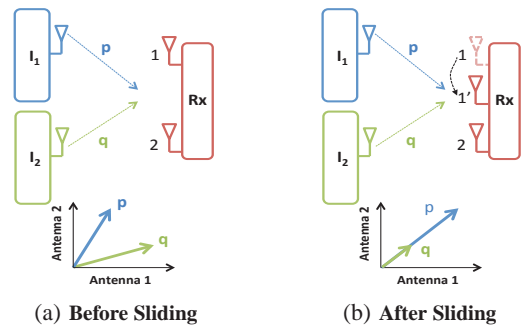 I1
p
1
Rx
I2
q
2
Antenna 2
p
q
Antenna 1
(a) Before Sliding
I1
p
1
1'
Rx
I2
q
2
Antenna 2
p
q
Antenna 1
(b) After Sliding